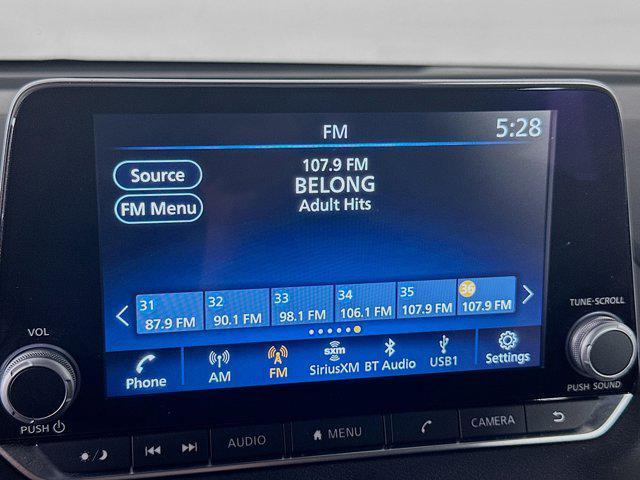 FM 5:28
107.9 FM
Source
BELONG
FM Menu
Adult Hits
31 32 33 34 35 36
87.9 FM 90.1 FM 98.1 FM 106.1 FM 107.9 FM 107.9 FM
TUNE·SCROLL
VOL
Phone AM FM sxm SiriusXM BT Audio USB1 Settings
PUSH
PUSH SOUND
AUDIO MENU CAMERA